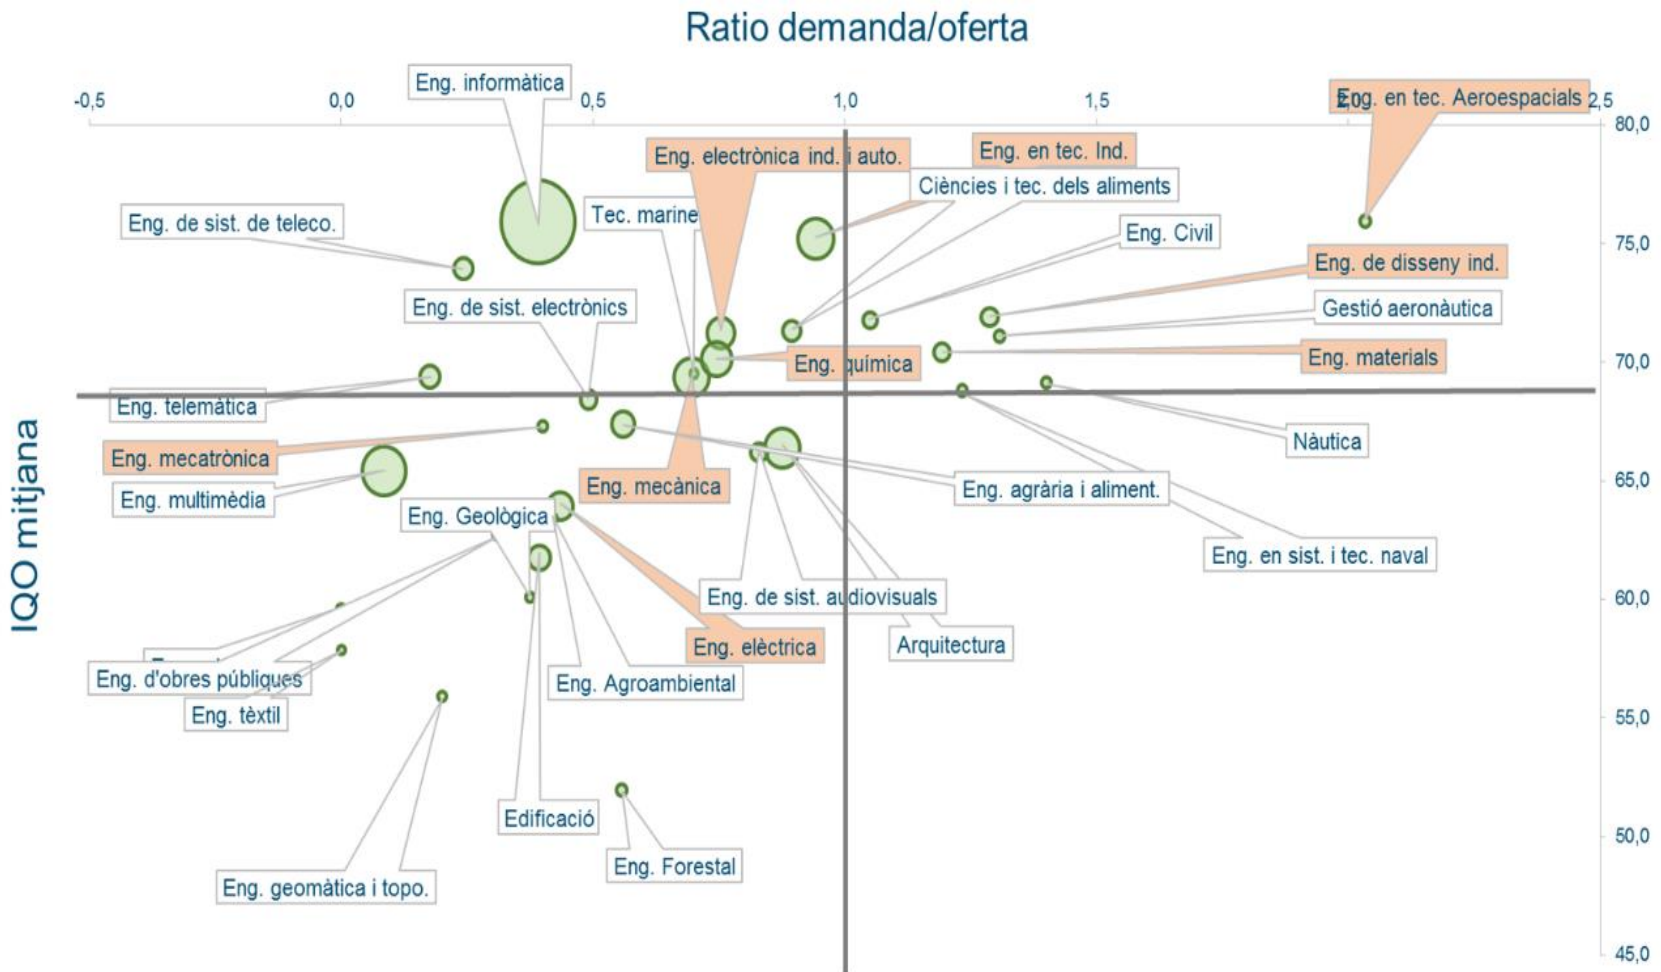 Ratio demanda/oferta
-0,5
0,0
0,5
1,0
1,5
2,5
80,0
75,0
70,0
65,0
60,0
55,0
50,0
45,0
IQO mitjana
Eng. informàtica
Eng. en tec. Aeroespacials
Eng. electrònica ind. i auto.
Eng. en tec. Ind.
Ciències i tec. dels aliments
Eng. de sist. de teleco.
Tec. marine
Eng. Civil
Eng. de disseny ind.
Eng. de sist. electrònics
Gestió aeronàutica
Eng. química
Eng. materials
Eng. telemàtica
Nàutica
Eng. mecatrònica
Eng. mecànica
Eng. agrària i aliment.
Eng. multimèdia
Eng. Geològica
Eng. en sist. i tec. naval
Eng. de sist. audiovisuals
Eng. elèctrica
Arquitectura
Eng. d'obres públiques
Eng. Agroambiental
Eng. tèxtil
Edificació
Eng. Forestal
Eng. geomàtica i topo.